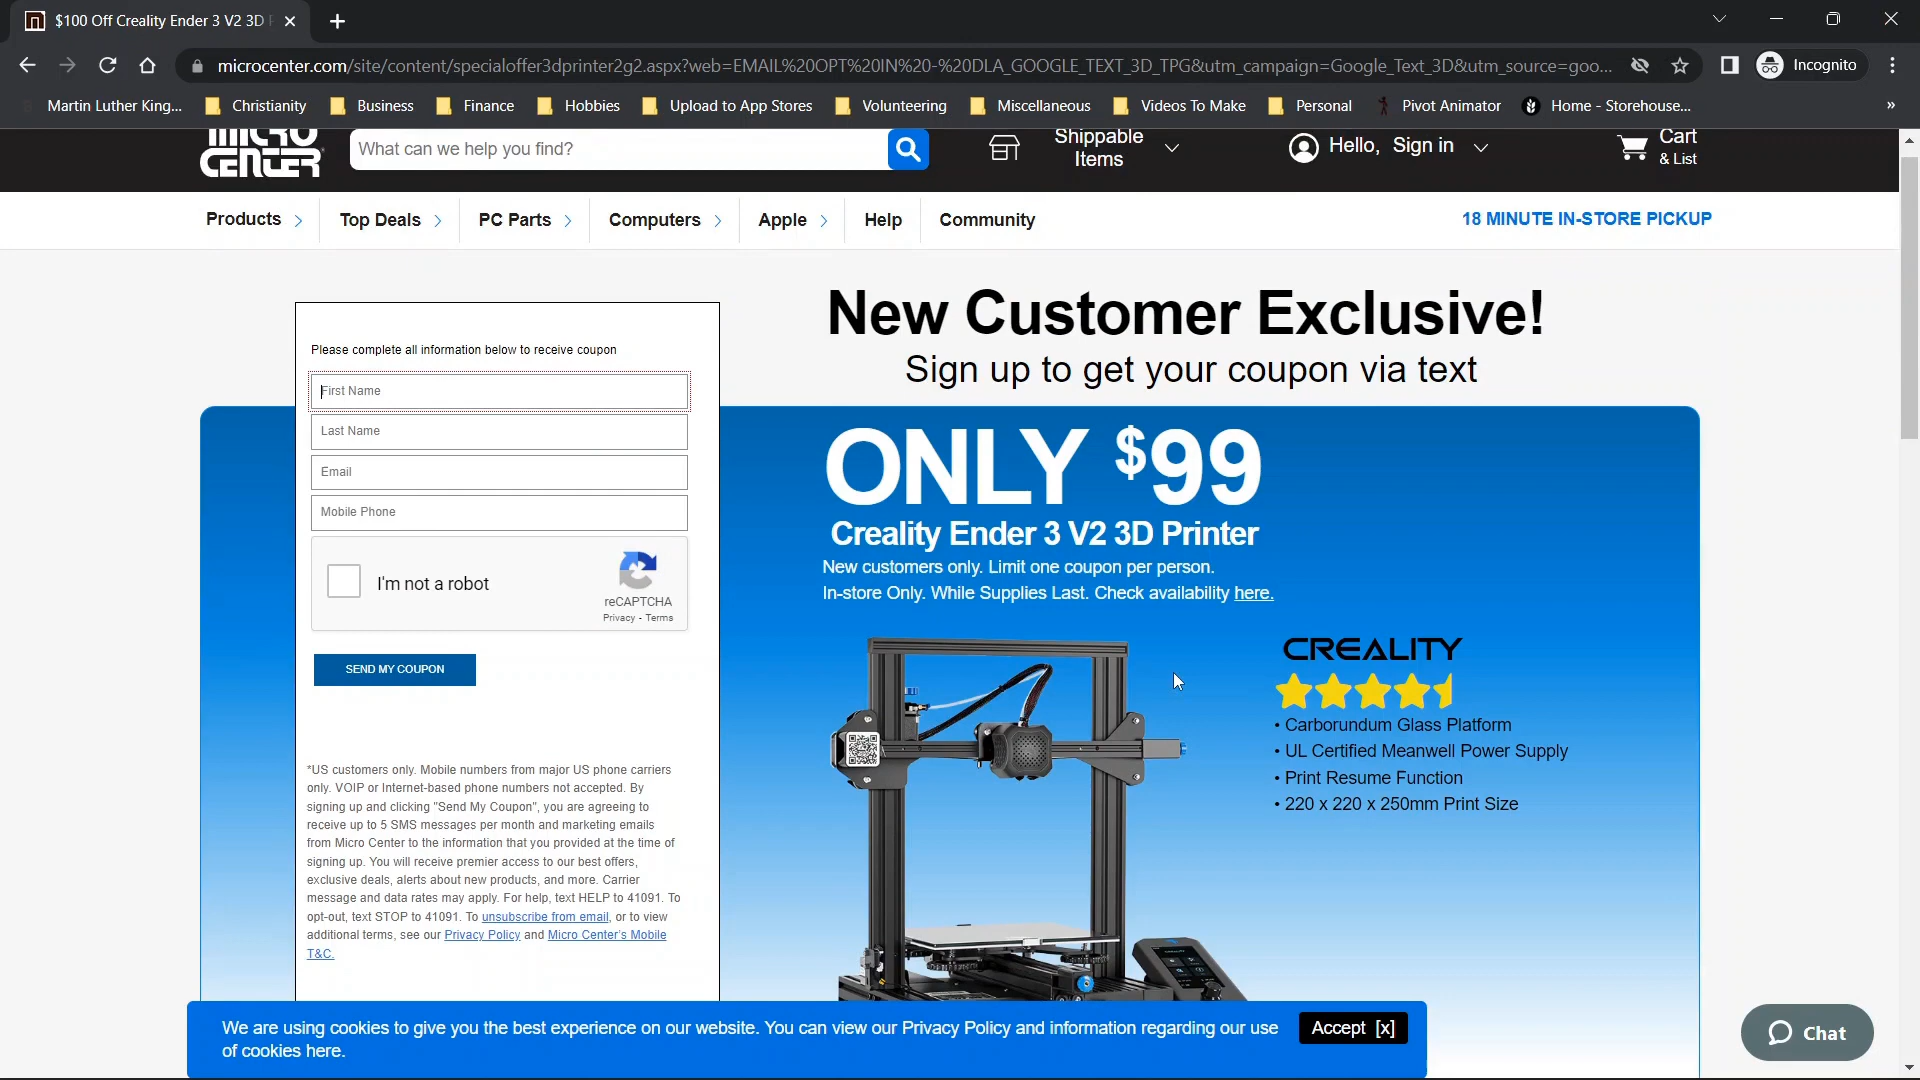 $100 Off Creality Ender 3 V2 3D
microcenter.com/site/content/specialoffer3dprinter2g2.aspx?web=EMAIL%20OPT%20IN%20-%20DLA_GOOGLE_TEXT_3D_TPG&utm_campaign=Google_Text_3D&utm_source=goo...
Incognito
Martin Luther King...
Christianity
Business
Finance
Hobbies
Upload to App Stores
Volunteering
Miscellaneous
Videos To Make
Personal
Pivot Animator
Home - Storehouse...
»
MICRO CENTER
What can we help you find?
Shippable
Items
Hello, Sign in
Cart
& List
Products
Top Deals
PC Parts
Computers
Apple
Help
Community
18 MINUTE IN-STORE PICKUP
New Customer Exclusive!
Sign up to get your coupon via text
Please complete all information below to receive coupon
First Name
Last Name
Email
Mobile Phone
I'm not a robot
reCAPTCHA
Privacy - Terms
SEND MY COUPON
*US customers only. Mobile numbers from major US phone carriers
only. VOIP or Internet-based phone numbers not accepted. By
signing up and clicking "Send My Coupon", you are agreeing to
receive up to 5 SMS messages per month and marketing emails
from Micro Center to the information that you provided at the time of
signing up. You will receive premier access to our best offers,
exclusive deals, alerts about new products, and more. Carrier
message and data rates may apply. For help, text HELP to 41091. To
opt-out, text STOP to 41091. To unsubscribe from email, or to view
additional terms, see our Privacy Policy and Micro Center's Mobile
T&C.
ONLY $99
Creality Ender 3 V2 3D Printer
New customers only. Limit one coupon per person.
In-store Only. While Supplies Last. Check availability here.
CREALITY
• Carborundum Glass Platform
• UL Certified Meanwell Power Supply
• Print Resume Function
• 220 x 220 x 250mm Print Size
We are using cookies to give you the best experience on our website. You can view our Privacy Policy and information regarding our use
of cookies here.
Accept [x]
Chat